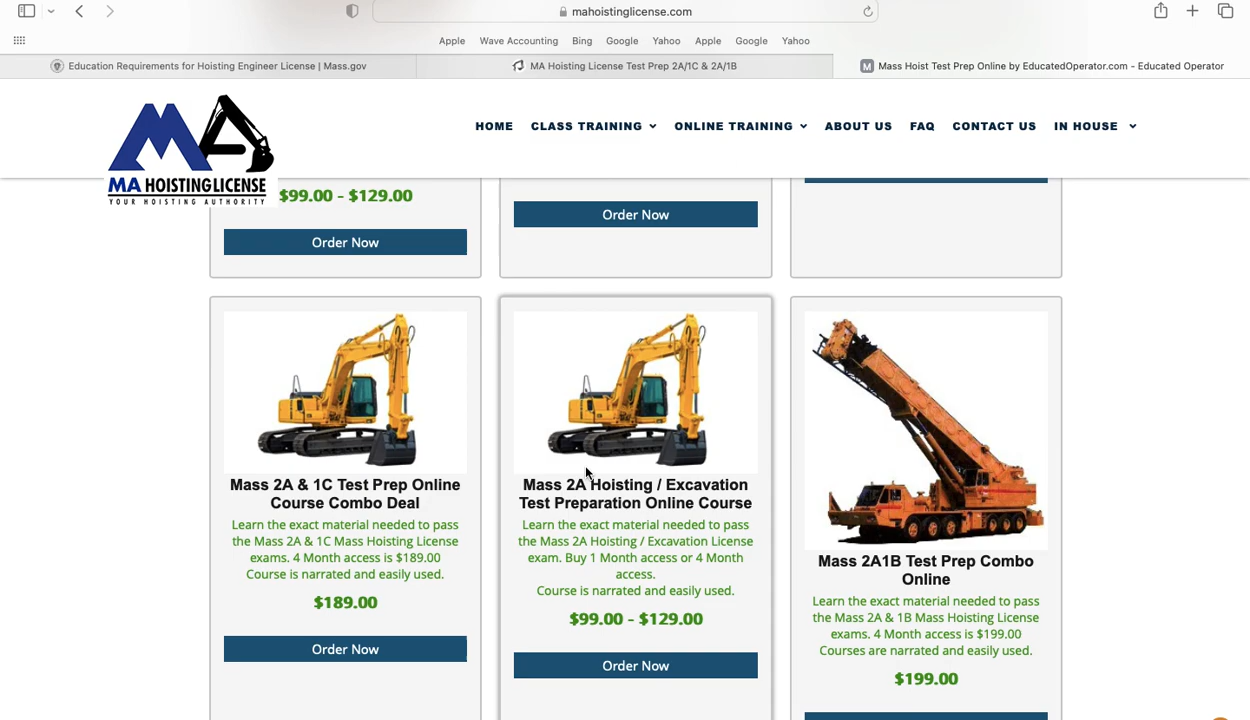 mahoistinglicense.com
Apple Wave Accounting Bing Google Yahoo Apple Google Yahoo
Education Requirements for Hoisting Engineer License | Mass.gov
MA Hoisting License Test Prep 2A/1C & 2A/1B
M Mass Hoist Test Prep Online by EducatedOperator.com - Educated Operator
MA
MA HOISTING LICENSE
YOUR HOISTING AUTHORITY
HOME CLASS TRAINING ONLINE TRAINING ABOUT US FAQ CONTACT US IN HOUSE
$99.00 - $129.00
Order Now
Order Now
Mass 2A & 1C Test Prep Online
Course Combo Deal
Learn the exact material needed to pass
the Mass 2A & 1C Mass Hoisting License
exams. 4 Month access is $189.00
Course is narrated and easily used.
$189.00
Order Now
Mass 2A Hoisting / Excavation
Test Preparation Online Course
Learn the exact material needed to pass
the Mass 2A Hoisting / Excavation License
exam. Buy 1 Month access or 4 Month
access.
Course is narrated and easily used.
$99.00 - $129.00
Order Now
Mass 2A1B Test Prep Combo
Online
Learn the exact material needed to pass
the Mass 2A & 1B Mass Hoisting License
exams. 4 Month access is $199.00
Courses are narrated and easily used.
$199.00